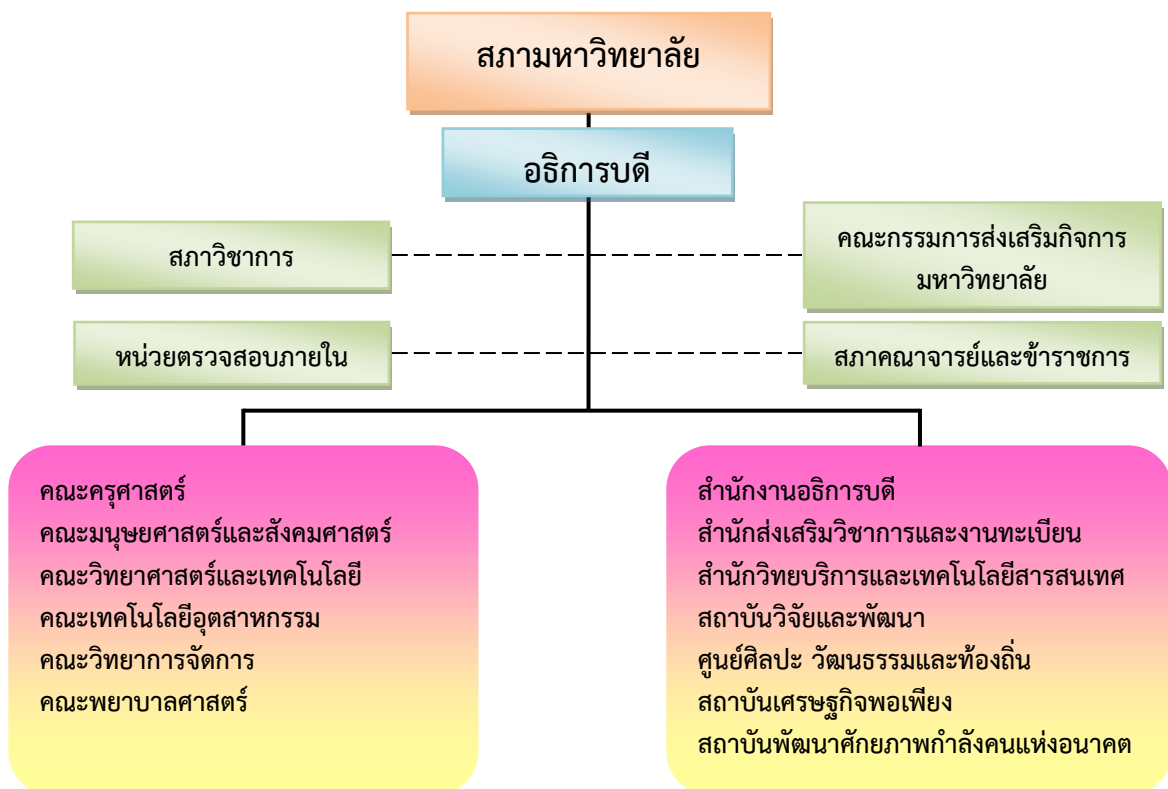 สภามหาวิทยาลัย
อธิการบดี
สภาวิชาการ
คณะกรรมการส่งเสริมกิจการ
มหาวิทยาลัย
หน่วยตรวจสอบภายใน
สภาคณาจารย์และข้าราชการ
คณะครุศาสตร์
คณะมนุษยศาสตร์และสังคมศาสตร์
คณะวิทยาศาสตร์และเทคโนโลยี
คณะเทคโนโลยีอุตสาหกรรม
คณะวิทยาการจัดการ
คณะพยาบาลศาสตร์
สำนักงานอธิการบดี
สำนักส่งเสริมวิชาการและงานทะเบียน
สำนักวิทยบริการและเทคโนโลยีสารสนเทศ
สถาบันวิจัยและพัฒนา
ศูนย์ศิลปะ วัฒนธรรมและท้องถิ่น
สถาบันเศรษฐกิจพอเพียง
สถาบันพัฒนาศักยภาพกำลังคนแห่งอนาคต